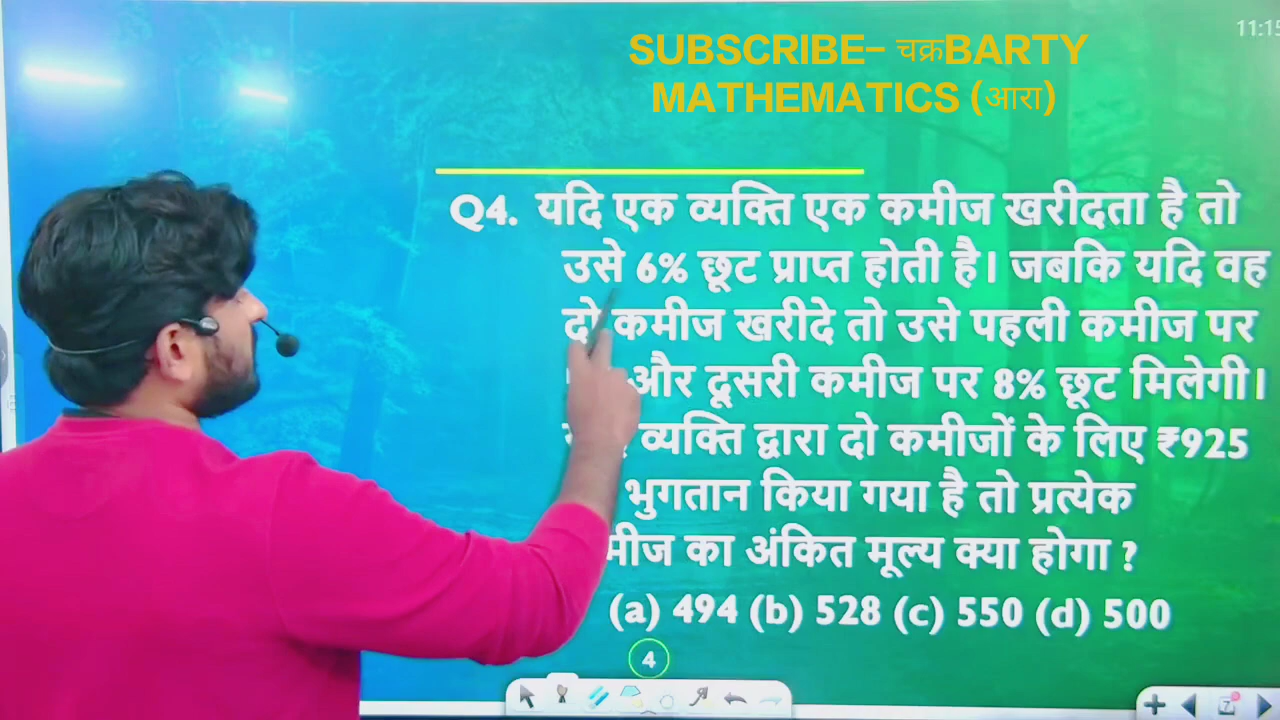 11:15
SUBSCRIBE- चक्रBARTY
MATHEMATICS (आरा)
Q4. यदि एक व्यक्ति एक कमीज खरीदता है तो
उसे 6% छूट प्राप्त होती है। जबकि यदि वह
दो कमीज खरीदे तो उसे पहली कमीज पर
और दूसरी कमीज पर 8% छूट मिलेगी।
व्यक्ति द्वारा दो कमीजों के लिए ₹925
भुगतान किया गया है तो प्रत्येक
का अंकित मूल्य क्या होगा ?
(a) 494 (b) 528 (c) 550 (d) 500
4
7